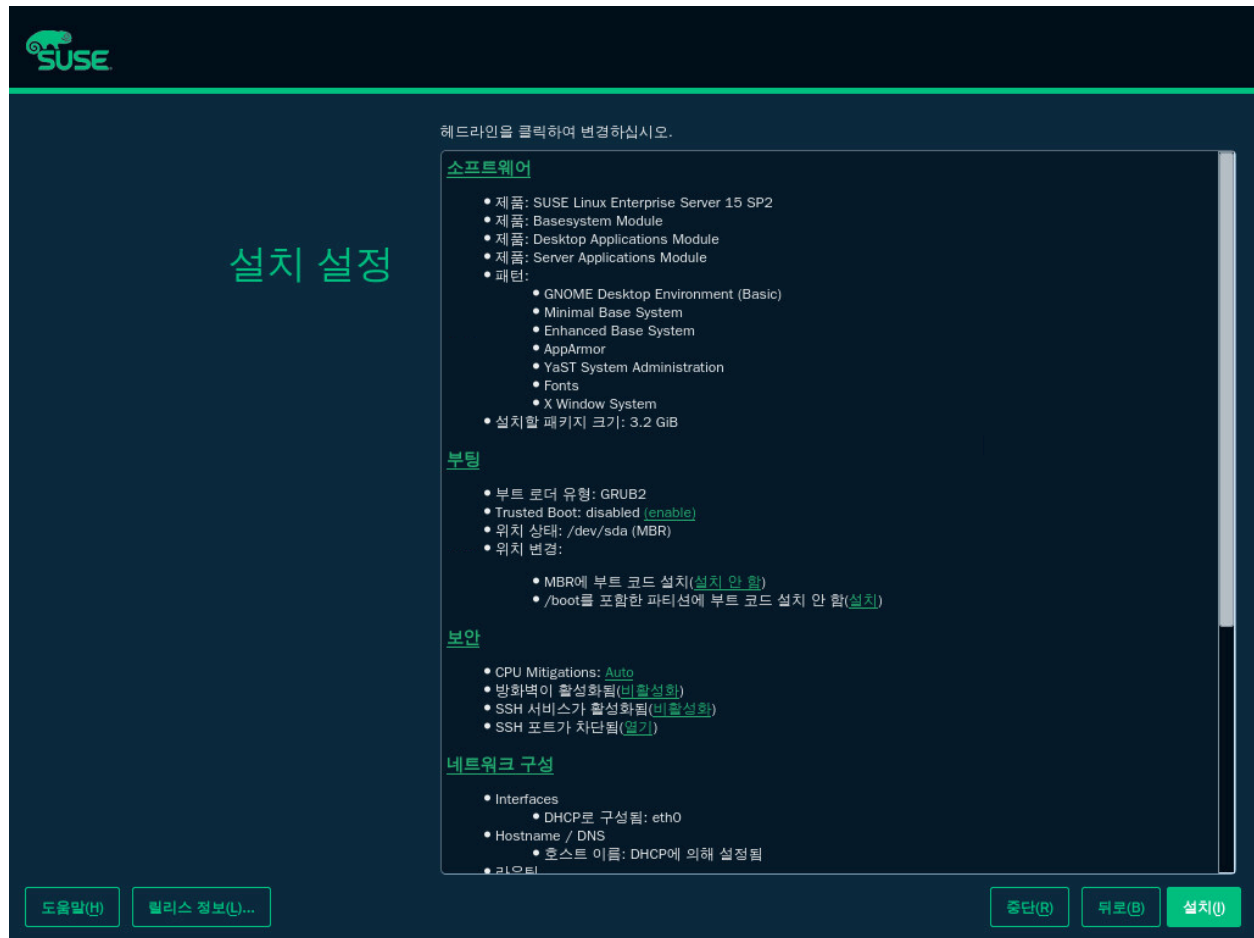 SUSE
헤드라인을 클릭하여 변경하십시오.
설치 설정
소프트웨어
제품: SUSE Linux Enterprise Server 15 SP2
제품: Basesystem Module
제품: Desktop Applications Module
제품: Server Applications Module
패턴:
GNOME Desktop Environment (Basic)
Minimal Base System
Enhanced Base System
AppArmor
YaST System Administration
Fonts
X Window System
설치할 패키지 크기: 3.2 GiB
부팅
부트 로더 유형: GRUB2
Trusted Boot: disabled (enable)
위치 상태: /dev/sda (MBR)
위치 변경:
MBR에 부트 코드 설치(설치 안 함)
/boot를 포함한 파티션에 부트 코드 설치 안 함(설치)
보안
CPU Mitigations: Auto
방화벽이 활성화됨(비활성화)
SSH 서비스가 활성화됨(비활성화)
SSH 포트가 차단됨(열기)
네트워크 구성
Interfaces
DHCP로 구성됨: eth0
Hostname / DNS
호스트 이름: DHCP에 의해 설정됨
라우팅
도움말(H)
릴리스 정보(L)...
중단(R)
뒤로(B)
설치(I)